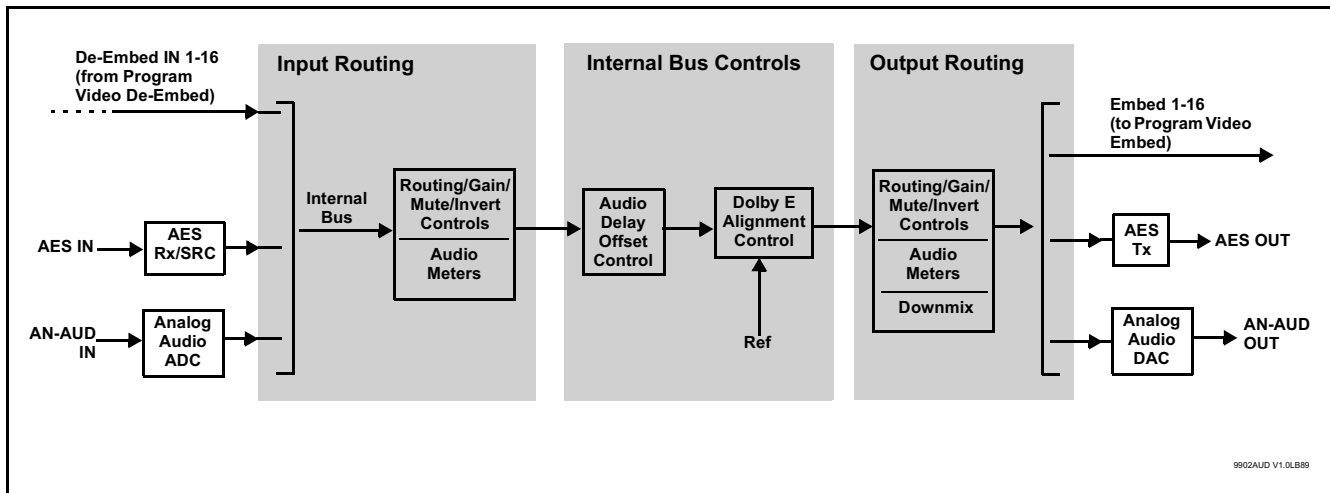 De-Embed IN 1-16
(from Program
Video De-Embed)
Input Routing
Internal Bus Controls
Output Routing
Embed 1-16
(to Program Video
Embed)
Internal
Bus
Routing/Gain/
Mute/Invert
Controls
Audio
Meters
Audio
Delay
Offset
Control
Dolby E
Alignment
Control
Routing/Gain/
Mute/Invert
Controls
Audio
Meters
Downmix
AES IN
AES
Rx/SRC
AES
Tx
AES OUT
AN-AUD
IN
Analog
Audio
ADC
Ref
Analog
Audio
DAC
AN-AUD
OUT
9902AUD V1.0LB89